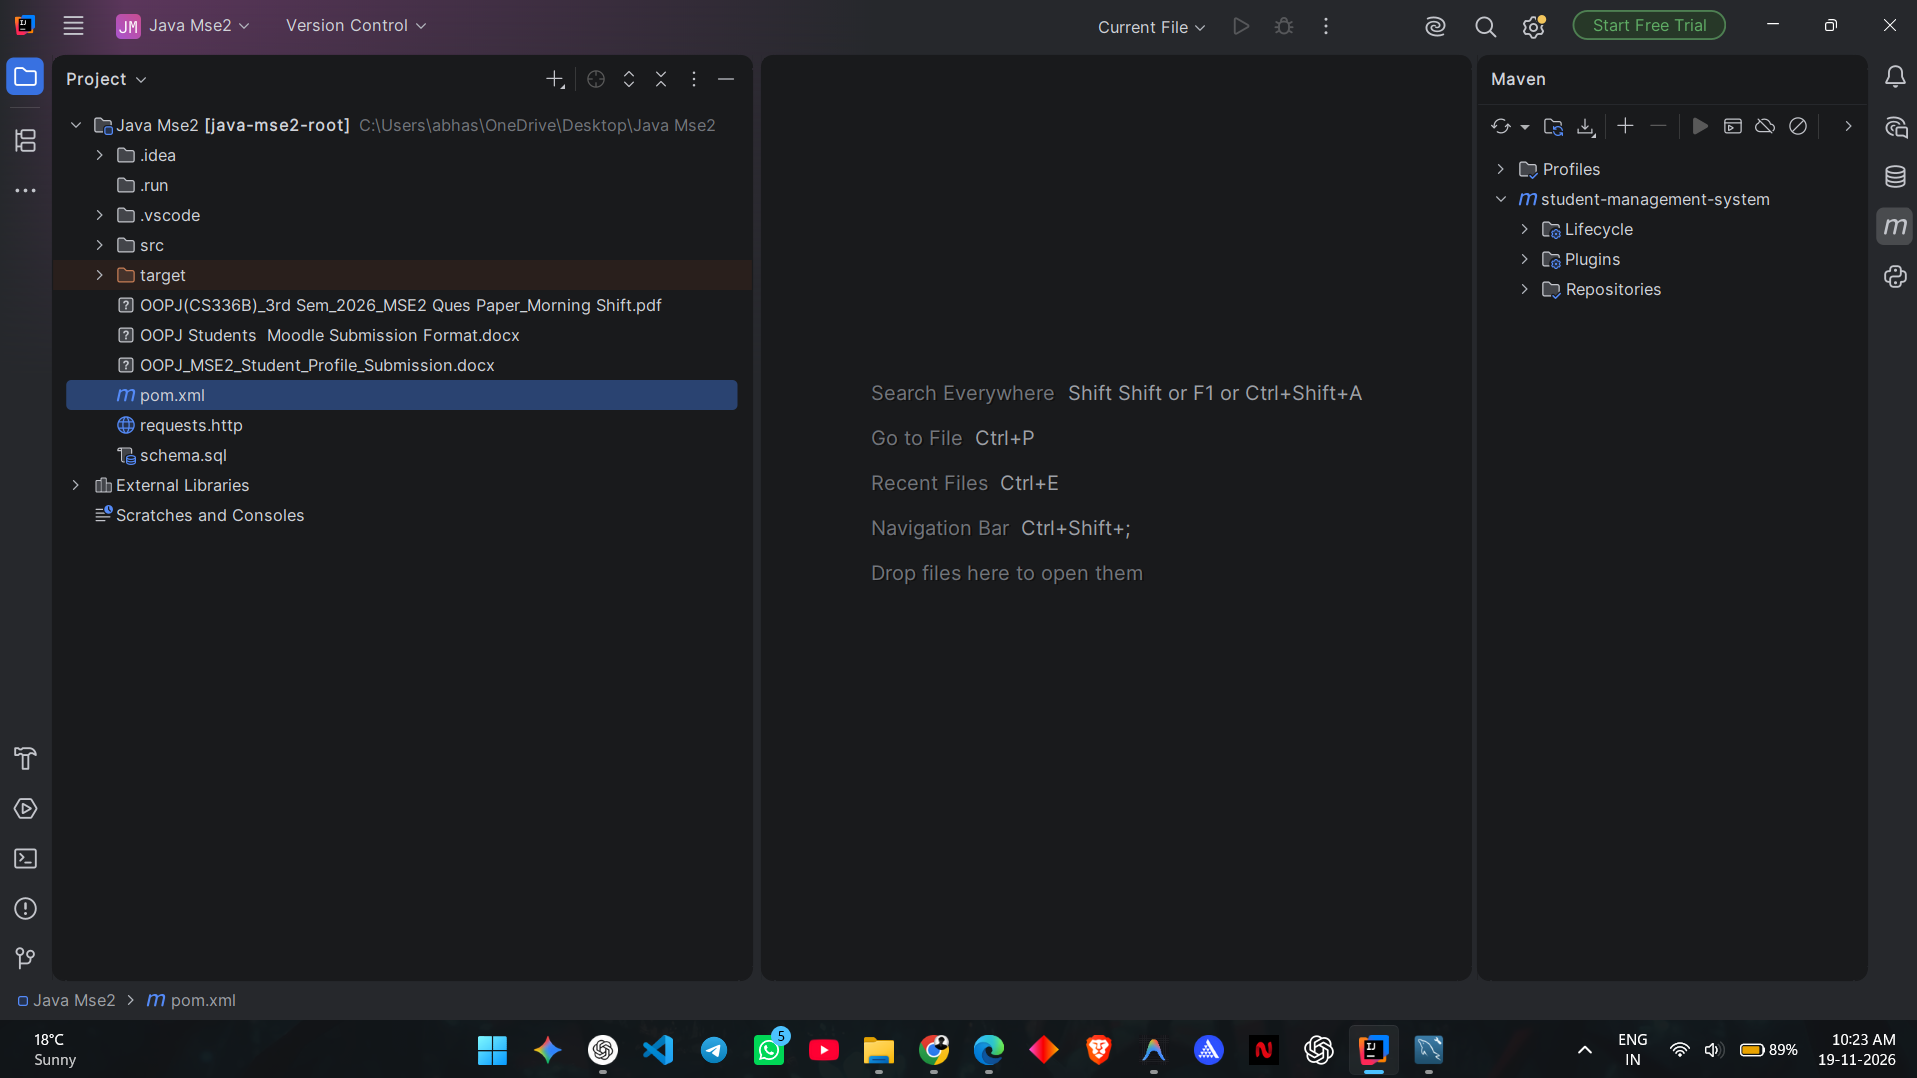 JM Java Mse2 Version Control Current File Start Free Trial
Project
Java Mse2 [java-mse2-root] C:\Users\abhas\OneDrive\Desktop\Java Mse2
.idea
.run
.vscode
src
target
OOPJ(CS336B)_3rd Sem_2026_MSE2 Ques Paper_Morning Shift.pdf
OOPJ Students  Moodle Submission Format.docx
OOPJ_MSE2_Student_Profile_Submission.docx
m pom.xml
requests.http
schema.sql
External Libraries
Scratches and Consoles
Search Everywhere Shift Shift or F1 or Ctrl+Shift+A
Go to File Ctrl+P
Recent Files Ctrl+E
Navigation Bar Ctrl+Shift+;
Drop files here to open them
Maven
Profiles
m student-management-system
Lifecycle
Plugins
Repositories
m
Java Mse2 > m pom.xml
18°C
Sunny
5
ENG
IN
89%
10:23 AM
19-11-2026